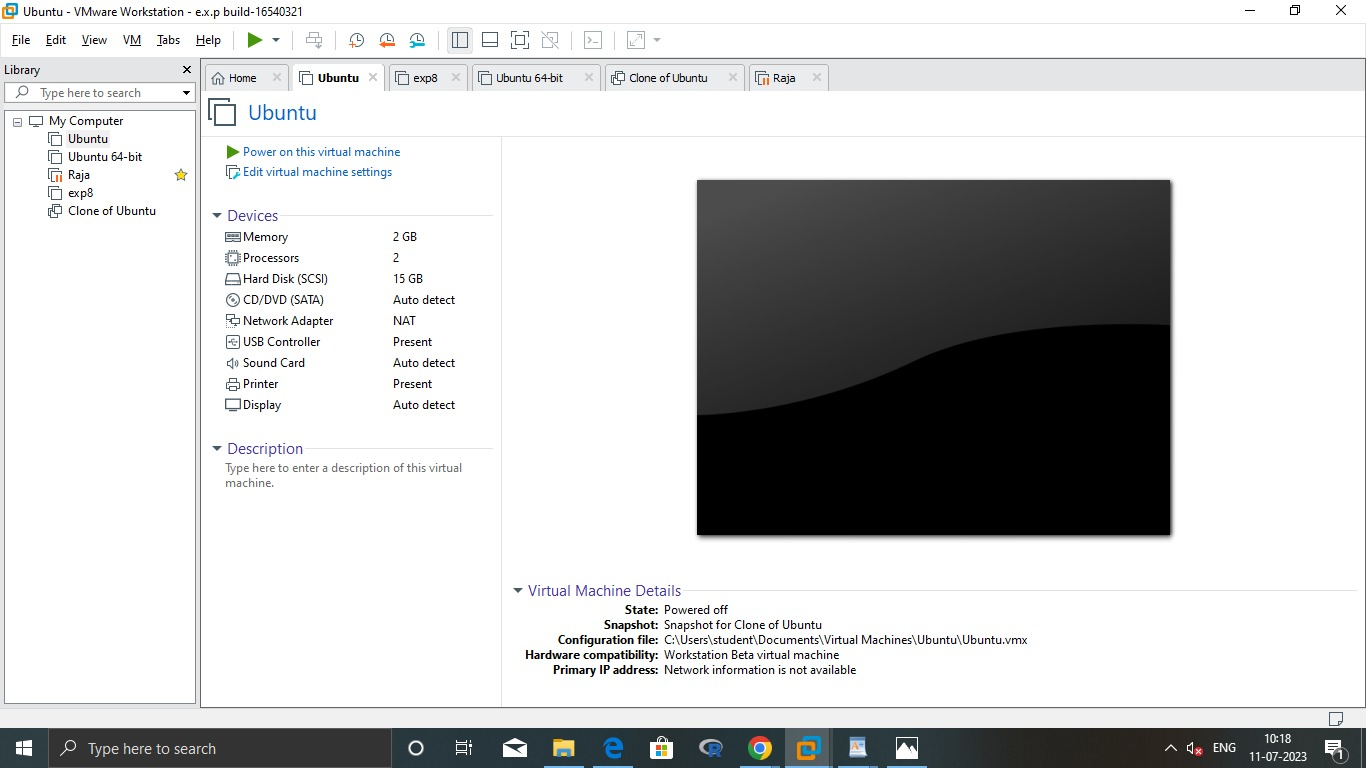 Ubuntu - VMware Workstation - e.x.p build-16540321
File Edit View VM Tabs Help
Library
Type here to search
My Computer
Ubuntu
Ubuntu 64-bit
Raja
exp8
Clone of Ubuntu
Home Ubuntu exp8 Ubuntu 64-bit Clone of Ubuntu Raja
Ubuntu
Power on this virtual machine
Edit virtual machine settings
Devices
Memory 2 GB
Processors 2
Hard Disk (SCSI) 15 GB
CD/DVD (SATA) Auto detect
Network Adapter NAT
USB Controller Present
Sound Card Auto detect
Printer Present
Display Auto detect
Description
Type here to enter a description of this virtual
machine.
Virtual Machine Details
State: Powered off
Snapshot: Snapshot for Clone of Ubuntu
Configuration file: C:\Users\student\Documents\Virtual Machines\Ubuntu\Ubuntu.vmx
Hardware compatibility: Workstation Beta virtual machine
Primary IP address: Network information is not available
Type here to search
ENG
10:18
11-07-2023
1